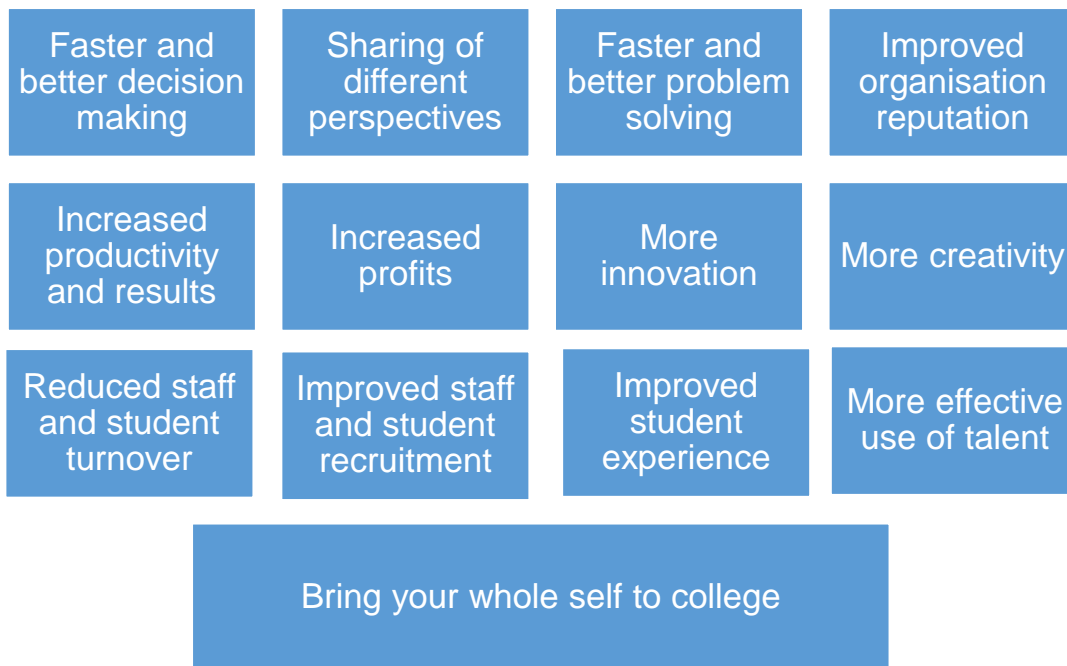 Faster and
better decision
making
Sharing of
different
perspectives
Faster and
better problem
solving
Improved
organisation
reputation
Increased
productivity
and results
Increased
profits
More
innovation
More creativity
Reduced staff
and student
turnover
Improved staff
and student
recruitment
Improved
student
experience
More effective
use of talent
Bring your whole self to college